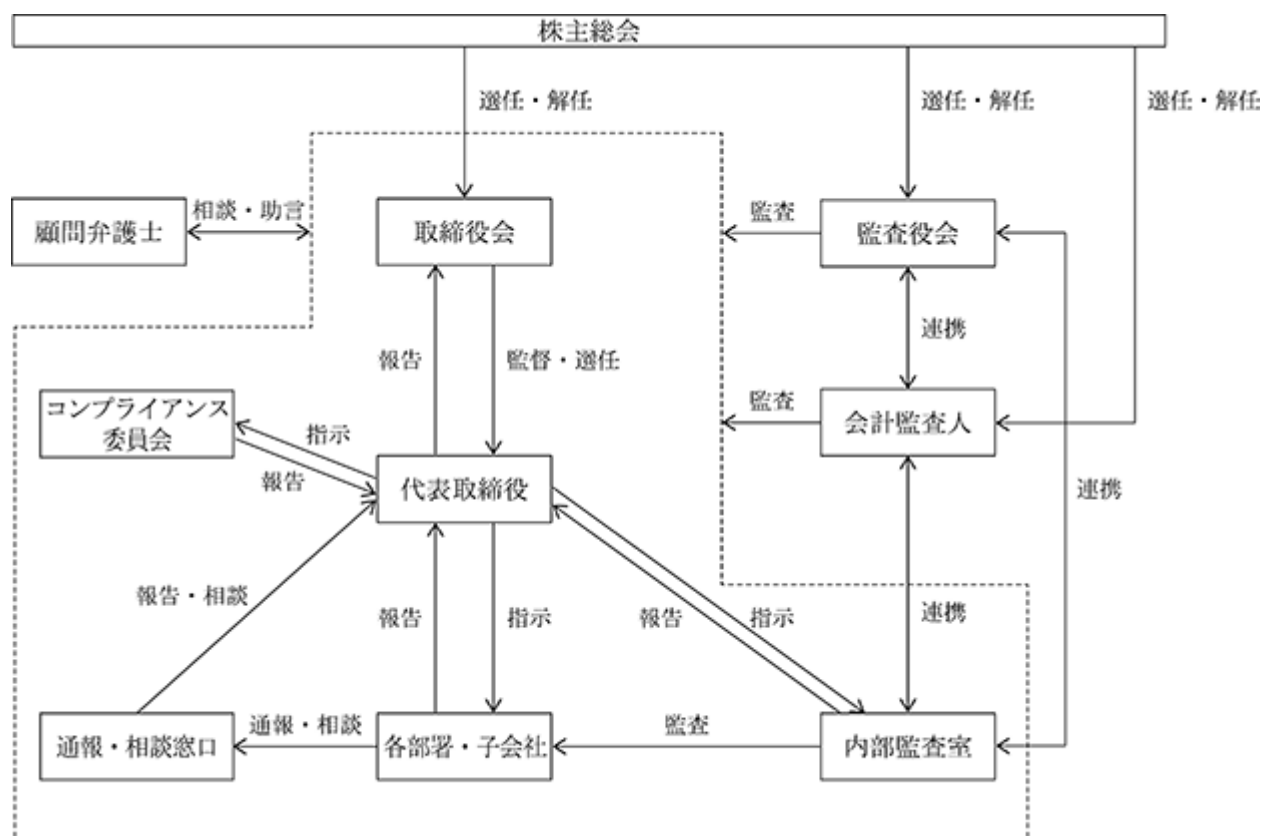 株主総会
選任・解任
選任・解任
選任・解任
顧問弁護士
相談・助言
取締役会
監査
監査役会
報告
監督・選任
連携
コンプライアンス
委員会
指示
報告
代表取締役
監査
会計監査人
連携
報告・相談
報告
指示
報告
指示
連携
通報・相談窓口
通報・相談
各部署・子会社
監査
内部監査室